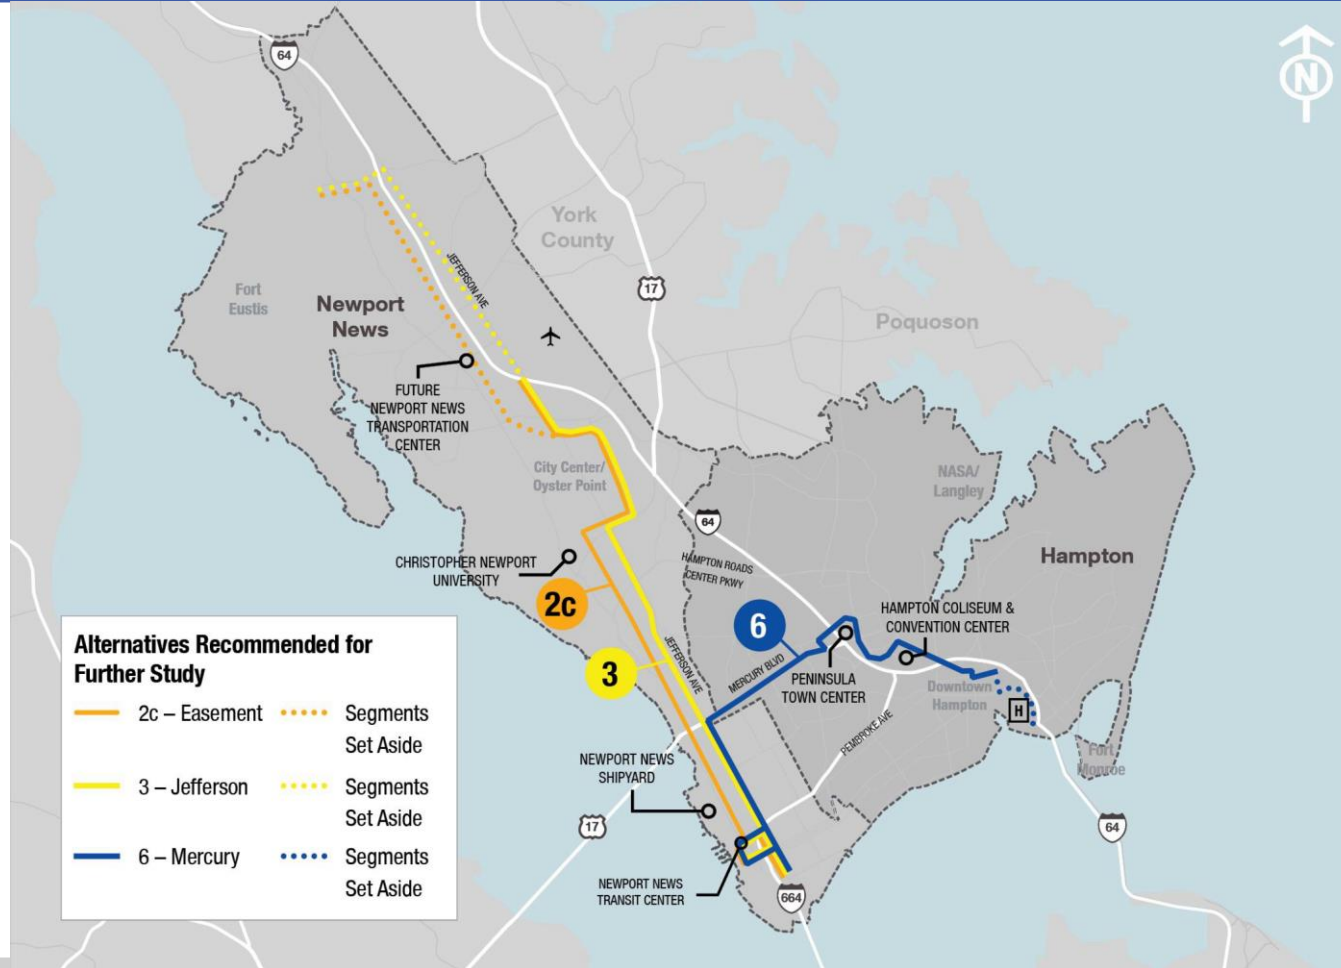 64
N
York
County
JEFFERSON AVE
17
Fort
Eustis
Newport
News
Poquoson
FUTURE
NEWPORT NEWS
TRANSPORTATION
CENTER
City Center/
Oyster Point
NASA/
Langley
64
Hampton
CHRISTOPHER NEWPORT
UNIVERSITY
HAMPTON ROADS
CENTER PKWY
2c
6
HAMPTON COLISEUM &
CONVENTION CENTER
3
JEFFERSON AVE
MERCURY BLVD
PENINSULA
TOWN CENTER
Downtown
Hampton
H
PEMBROKE AVE
Fort
Monroe
NEWPORT NEWS
SHIPYARD
17
64
NEWPORT NEWS
TRANSIT CENTER
664
Alternatives Recommended for
Further Study
2c – Easement Segments
Set Aside
3 – Jefferson Segments
Set Aside
6 – Mercury Segments
Set Aside